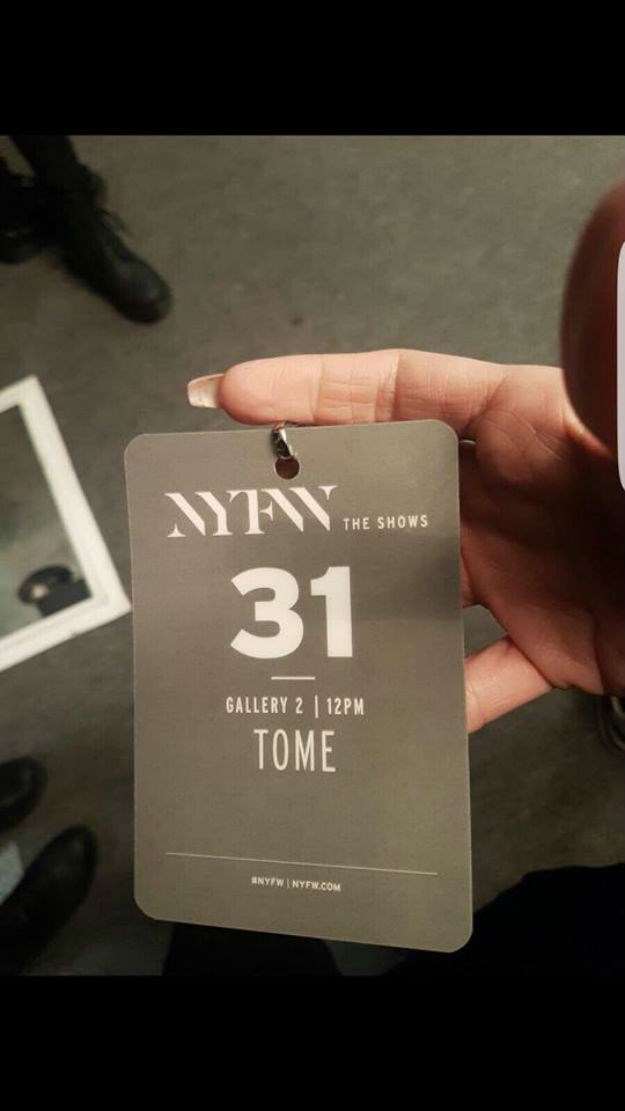 NYFW THE SHOWS
31
GALLERY 2 | 12PM
TOME
#NYFW | NYFW.COM